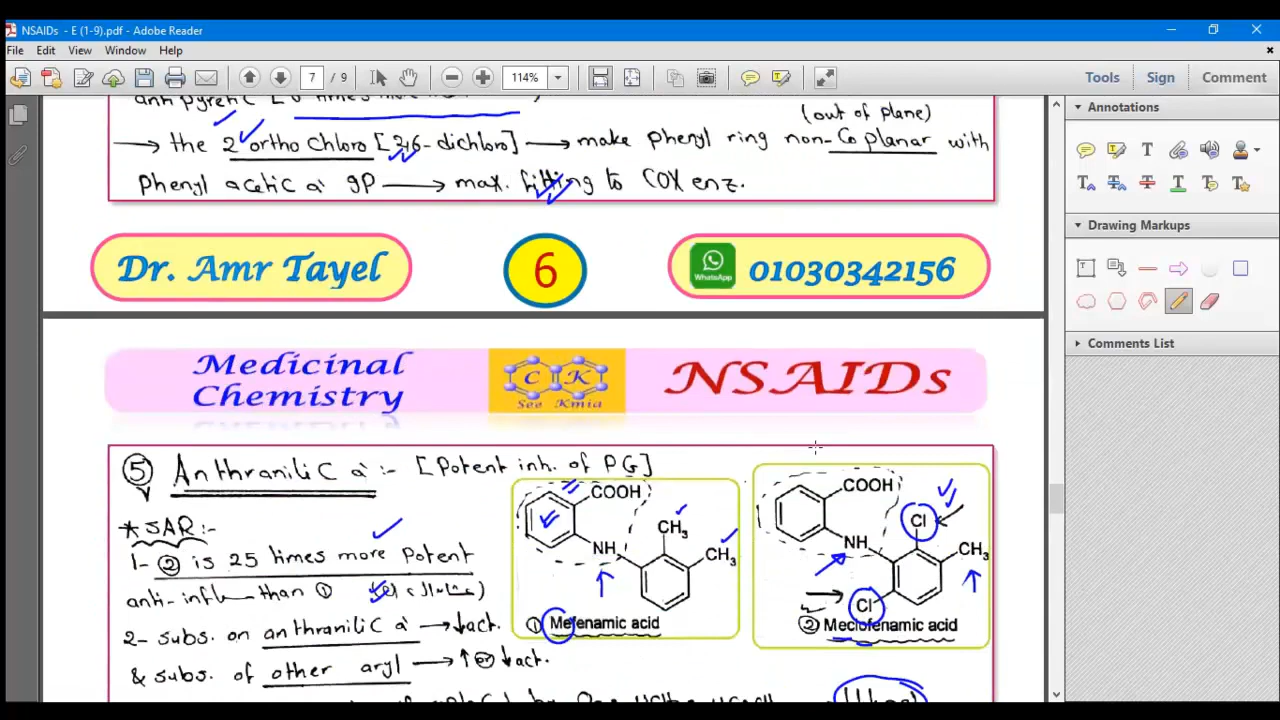 NSAIDs - E (1-9).pdf - Adobe Reader
File Edit View Window Help
7 / 9 114% Tools Sign Comment
antipyretic
(out of plane)
→ the 2 ortho chloro [2,6-dichloro] → make phenyl ring non-Coplanar with
Phenyl acetic a` gp → max. fitting to COX enz.
Dr. Amr Tayel
6
WhatsApp
01030342156
Medicinal
Chemistry
C K
See Kmia
NSAIDs
Annotations
T
T T T T T T
Drawing Markups
Comments List
5 Anthranilic a` :- [Potent inh. of PG]
* SAR :-
1- 2 is 25 times more Potent
anti-infl than 1
2- subs. on anthranilic a` → ↓act.
& subs. of other aryl → ↑ or ↓act.
COOH
CH3
NH
CH3
1 Mefenamic acid
COOH
Cl
NH
CH3
Cl
2 Meclofenamic acid